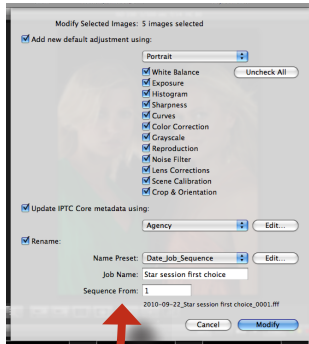 Modify Selected Images: 5 images selected
Add new default adjustment using:
Portrait
White Balance Uncheck All
Exposure
Histogram
Sharpness
Curves
Color Correction
Grayscale
Reproduction
Noise Filter
Lens Corrections
Scene Calibration
Crop & Orientation
Update IPTC Core metadata using:
Agency Edit...
Rename:
Name Preset: Date_Job_Sequence Edit...
Job Name: Star session first choice
Sequence From: 1
2010-09-22_Star session first choice_0001.fff
Cancel Modify